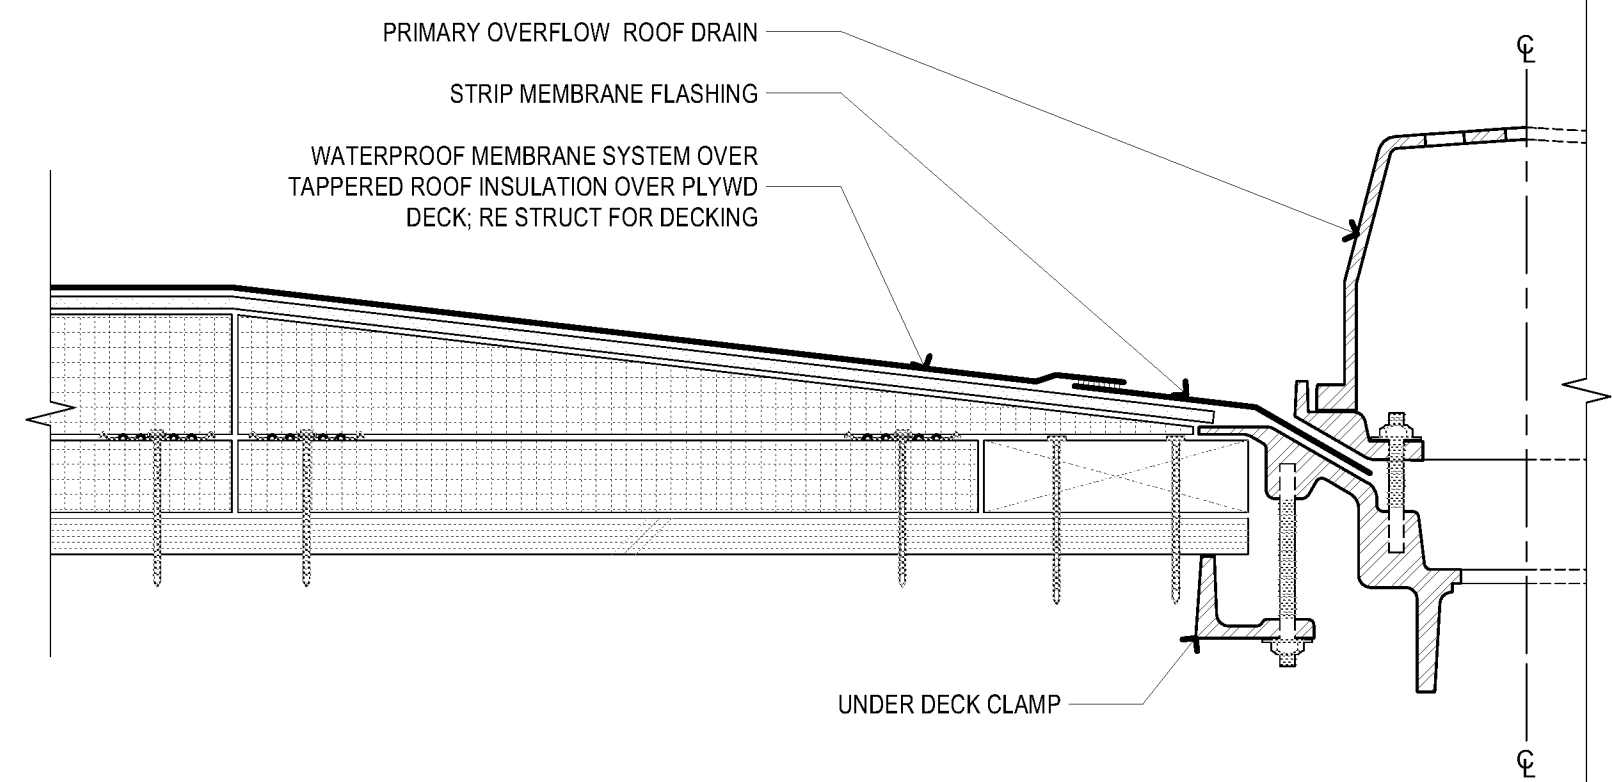 PRIMARY OVERFLOW ROOF DRAIN
STRIP MEMBRANE FLASHING
WATERPROOF MEMBRANE SYSTEM OVER
TAPPERED ROOF INSULATION OVER PLYWD
DECK; RE STRUCT FOR DECKING
UNDER DECK CLAMP
℄
℄